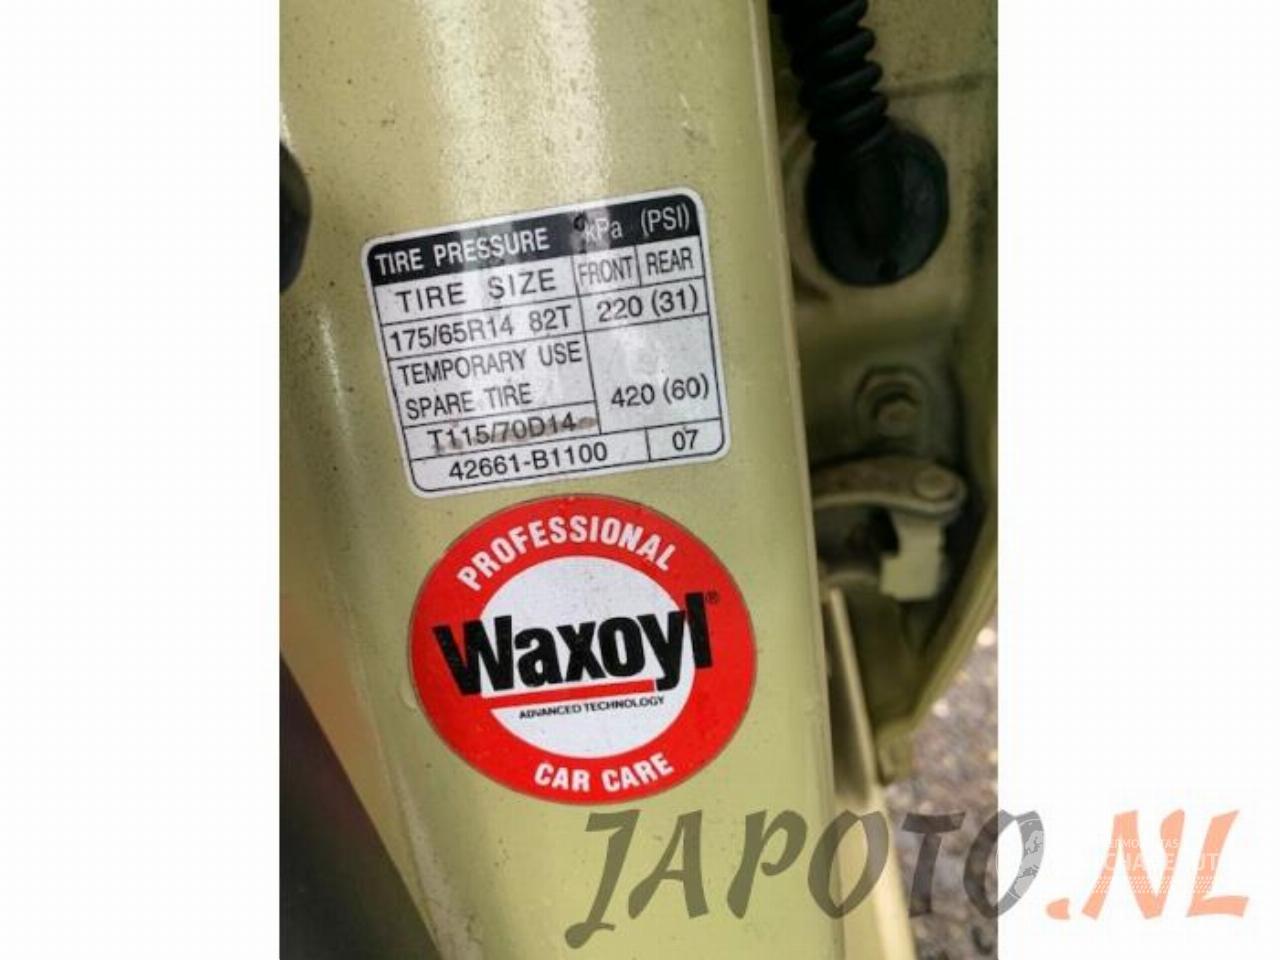 TIRE PRESSURE kPa (PSI)
TIRE SIZE FRONT REAR
175/65R14 82T 220 (31)
TEMPORARY USE
SPARE TIRE 420 (60)
T115/70D14
42661-B1100 07
PROFESSIONAL
Waxoyl®
ADVANCED TECHNOLOGY
CAR CARE
JAPOTO.NL